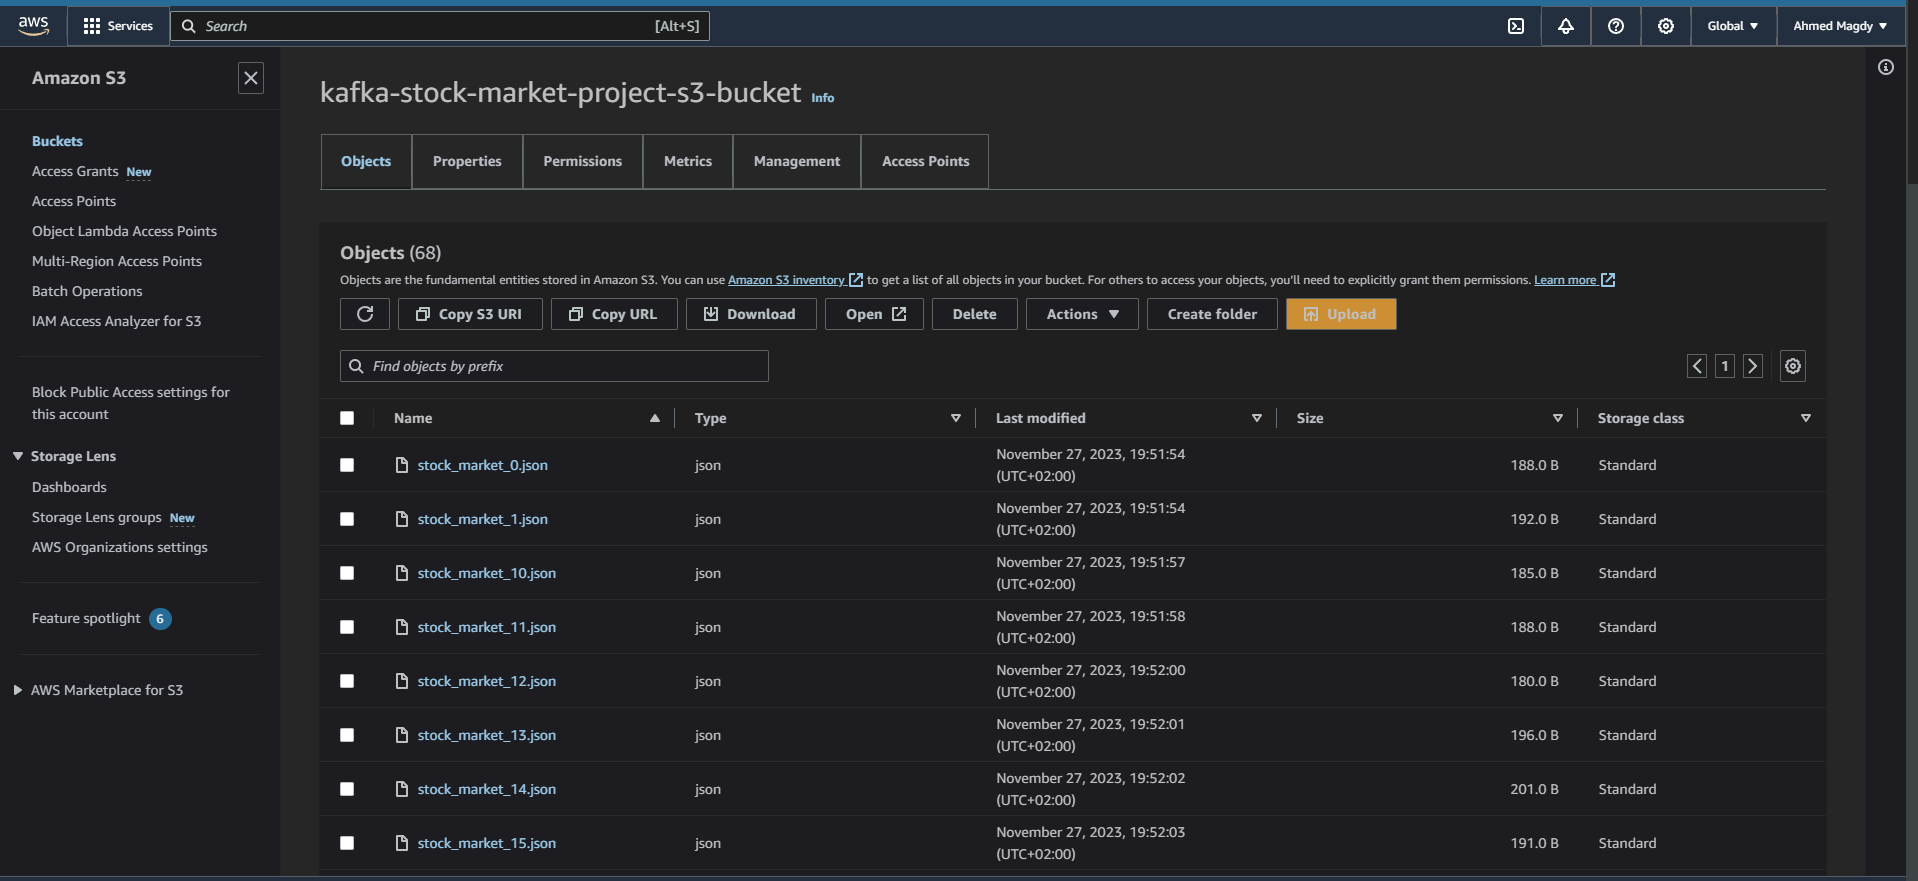 aws
Services
Search [Alt+S]
Global ▼
Ahmed Magdy ▼
Amazon S3
Buckets
Access Grants New
Access Points
Object Lambda Access Points
Multi-Region Access Points
Batch Operations
IAM Access Analyzer for S3
Block Public Access settings for
this account
Storage Lens
Dashboards
Storage Lens groups New
AWS Organizations settings
Feature spotlight 6
AWS Marketplace for S3
kafka-stock-market-project-s3-bucket Info
Objects Properties Permissions Metrics Management Access Points
Objects (68)
Objects are the fundamental entities stored in Amazon S3. You can use Amazon S3 inventory to get a list of all objects in your bucket. For others to access your objects, you'll need to explicitly grant them permissions. Learn more
Copy S3 URI Copy URL Download Open Delete Actions Create folder Upload
Find objects by prefix
1
Name Type Last modified Size Storage class
stock_market_0.json json November 27, 2023, 19:51:54 188.0 B Standard
(UTC+02:00)
stock_market_1.json json November 27, 2023, 19:51:54 192.0 B Standard
(UTC+02:00)
stock_market_10.json json November 27, 2023, 19:51:57 185.0 B Standard
(UTC+02:00)
stock_market_11.json json November 27, 2023, 19:51:58 188.0 B Standard
(UTC+02:00)
stock_market_12.json json November 27, 2023, 19:52:00 180.0 B Standard
(UTC+02:00)
stock_market_13.json json November 27, 2023, 19:52:01 196.0 B Standard
(UTC+02:00)
stock_market_14.json json November 27, 2023, 19:52:02 201.0 B Standard
(UTC+02:00)
stock_market_15.json json November 27, 2023, 19:52:03 191.0 B Standard
(UTC+02:00)